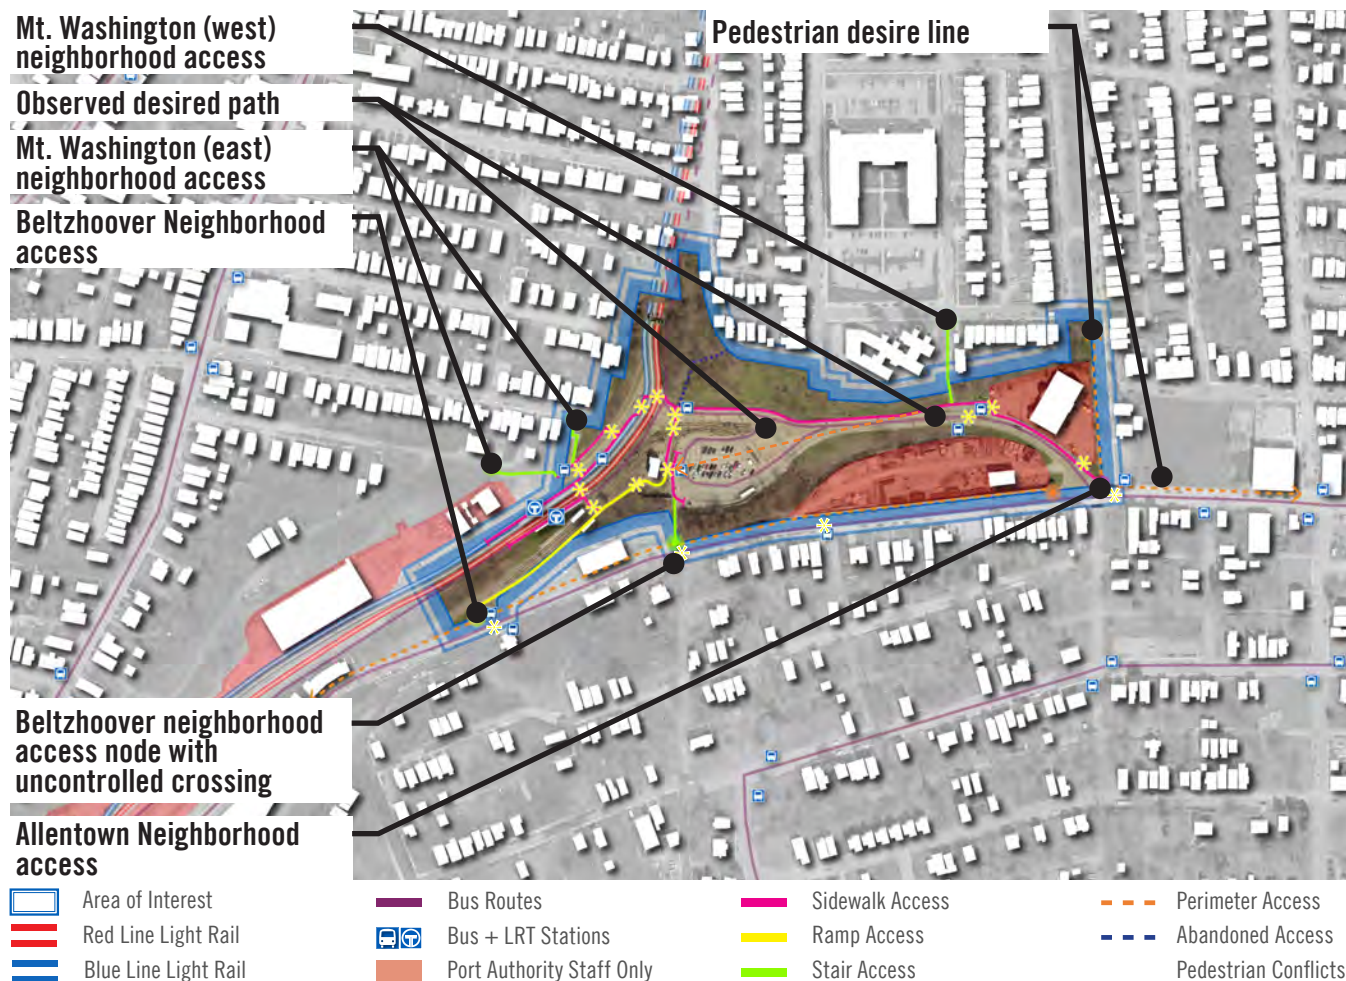 Mt. Washington (west)
neighborhood access
Pedestrian desire line
Observed desired path
Mt. Washington (east)
neighborhood access
Beltzhoover Neighborhood
access
Beltzhoover neighborhood
access node with
uncontrolled crossing
Allentown Neighborhood
access
Area of Interest
Red Line Light Rail
Blue Line Light Rail
Bus Routes
Bus + LRT Stations
Port Authority Staff Only
Sidewalk Access
Ramp Access
Stair Access
Perimeter Access
Abandoned Access
Pedestrian Conflicts